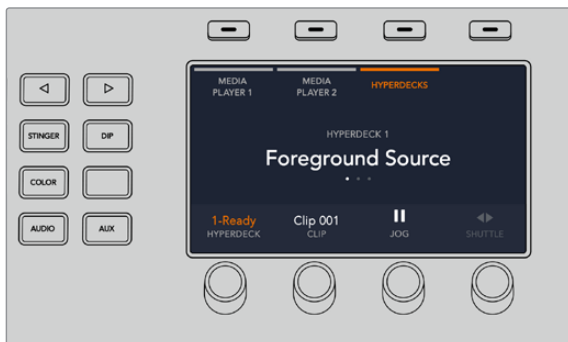 MEDIA
PLAYER 1
MEDIA
PLAYER 2
HYPERDECKS
STINGER
DIP
HYPERDECK 1
Foreground Source
COLOR
1-Ready
HYPERDECK
Clip 001
CLIP
JOG
SHUTTLE
AUDIO
AUX